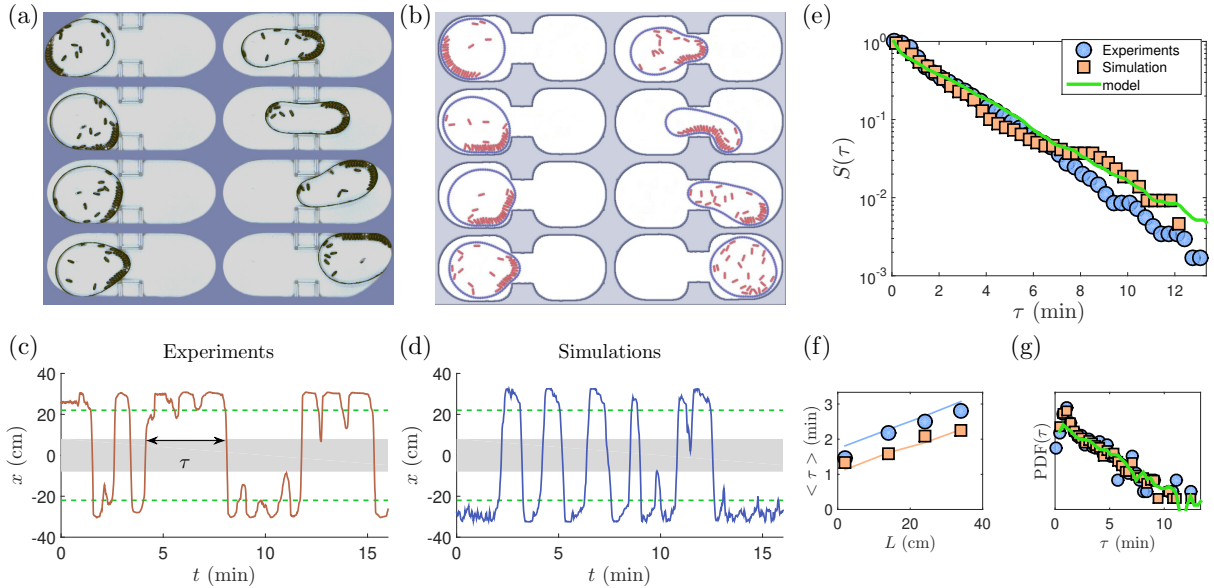 (a)
(b)
(e)
10^0
10^-1
10^-2
10^-3
S(τ)
0 2 4 6 8 10 12
τ (min)
Experiments
Simulation
model
(c)
Experiments
40
20
0
-20
-40
x (cm)
τ
0 5 10 15
t (min)
(d)
Simulations
40
20
0
-20
-40
x (cm)
0 5 10 15
t (min)
(f)
3
2
1
0
< τ > (min)
0 20 40
L (cm)
(g)
PDF(τ)
0 5 10
τ (min)